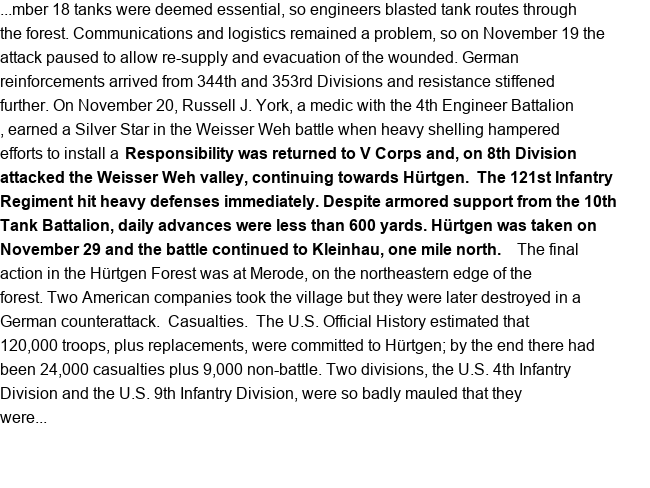 ...mber 18 tanks were deemed essential, so engineers blasted tank routes through
the forest. Communications and logistics remained a problem, so on November 19 the
attack paused to allow re-supply and evacuation of the wounded. German
reinforcements arrived from 344th and 353rd Divisions and resistance stiffened
further. On November 20, Russell J. York, a medic with the 4th Engineer Battalion
, earned a Silver Star in the Weisser Weh battle when heavy shelling hampered
efforts to install a Responsibility was returned to V Corps and, on 8th Division
attacked the Weisser Weh valley, continuing towards Hürtgen.  The 121st Infantry
Regiment hit heavy defenses immediately. Despite armored support from the 10th
Tank Battalion, daily advances were less than 600 yards. Hürtgen was taken on
November 29 and the battle continued to Kleinhau, one mile north.    The final
action in the Hürtgen Forest was at Merode, on the northeastern edge of the
forest. Two American companies took the village but they were later destroyed in a
German counterattack.  Casualties.  The U.S. Official History estimated that
120,000 troops, plus replacements, were committed to Hürtgen; by the end there had
been 24,000 casualties plus 9,000 non-battle. Two divisions, the U.S. 4th Infantry
Division and the U.S. 9th Infantry Division, were so badly mauled that they
were...